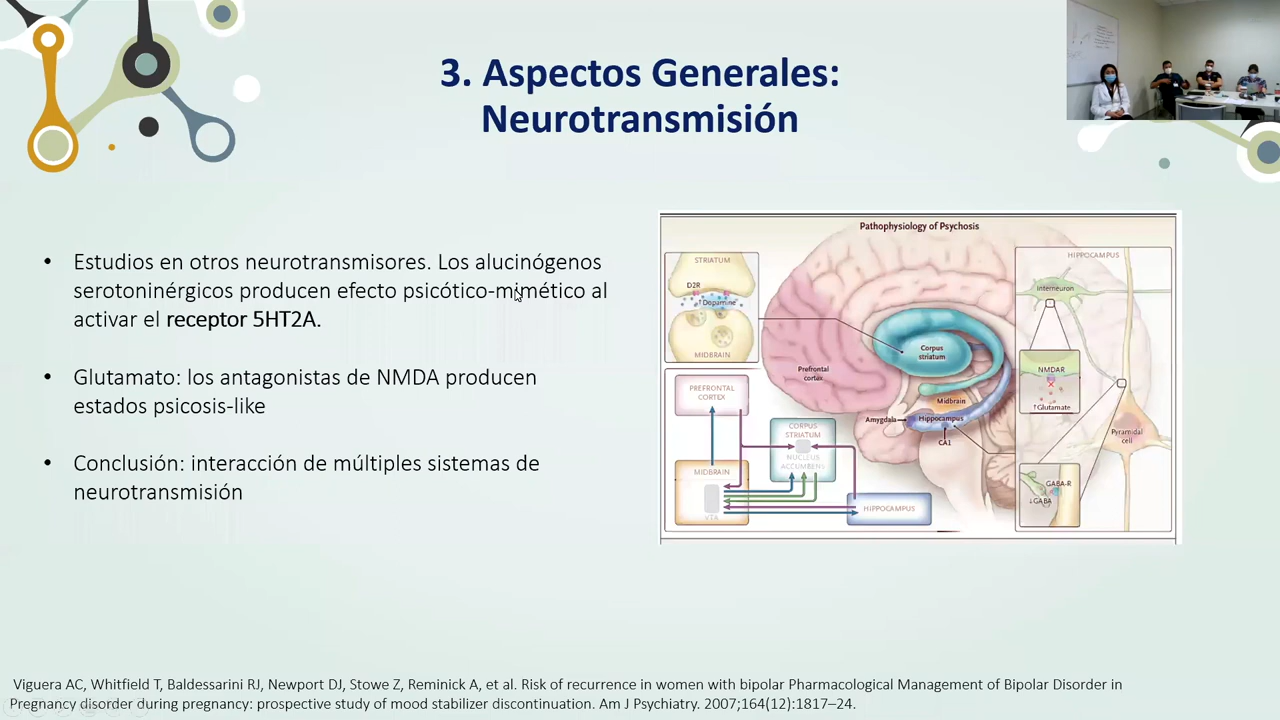 3. Aspectos Generales:
Neurotransmisión
• Estudios en otros neurotransmisores. Los alucinógenos
serotoninérgicos producen efecto psicótico-mimético al
activar el receptor 5HT2A.
• Glutamato: los antagonistas de NMDA producen
estados psicosis-like
• Conclusión: interacción de múltiples sistemas de
neurotransmisión
Pathophysiology of Psychosis
STRIATUM
D2R
↑Dopamine
MIDBRAIN
PREFRONTAL
CORTEX
CORPUS
STRIATUM
NUCLEUS
ACCUMBENS
MIDBRAIN
VTA
HIPPOCAMPUS
Prefrontal
cortex
Corpus
striatum
Midbrain
Amygdala
Hippocampus
CA1
HIPPOCAMPUS
Interneuron
NMDAR
↑Glutamate
Pyramidal
cell
GABA-R
↓GABA
Viguera AC, Whitfield T, Baldessarini RJ, Newport DJ, Stowe Z, Reminick A, et al. Risk of recurrence in women with bipolar Pharmacological Management of Bipolar Disorder in
Pregnancy disorder during pregnancy: prospective study of mood stabilizer discontinuation. Am J Psychiatry. 2007;164(12):1817–24.